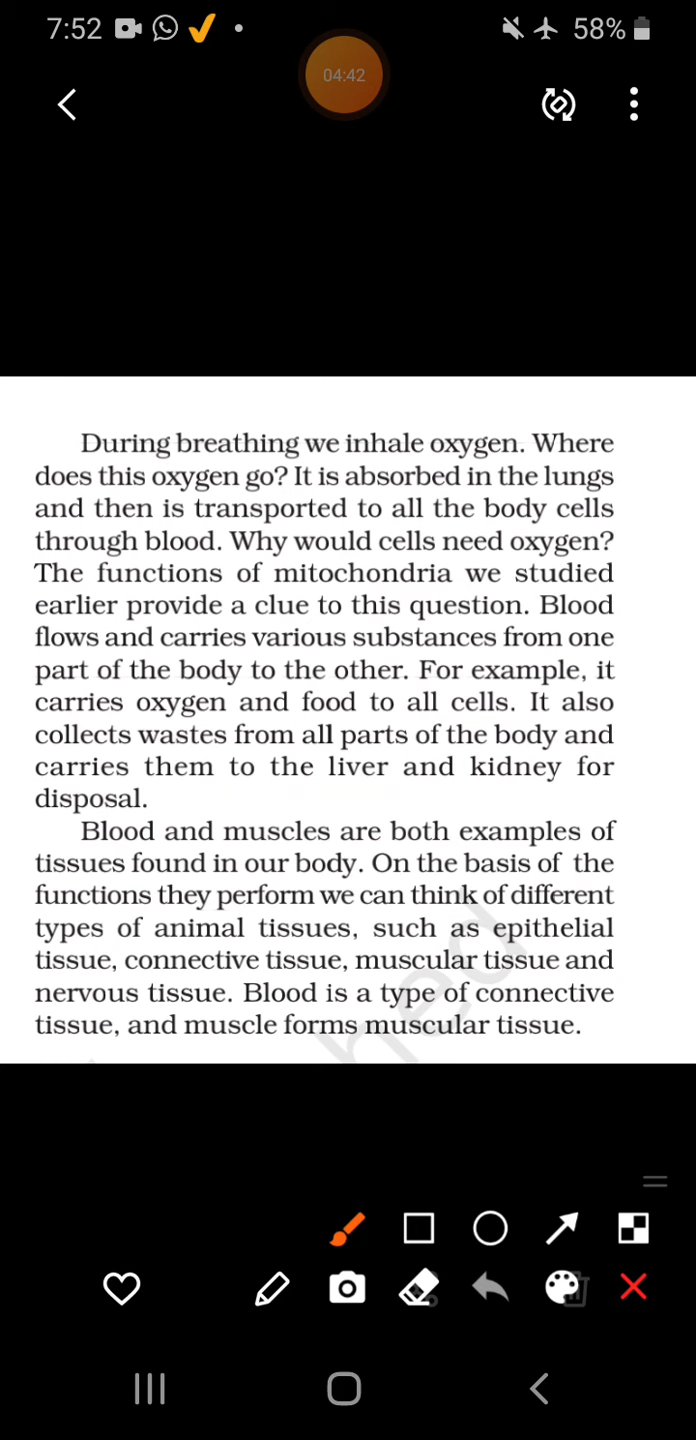 7:52
58%
04:42
During breathing we inhale oxygen. Where
does this oxygen go? It is absorbed in the lungs
and then is transported to all the body cells
through blood. Why would cells need oxygen?
The functions of mitochondria we studied
earlier provide a clue to this question. Blood
flows and carries various substances from one
part of the body to the other. For example, it
carries oxygen and food to all cells. It also
collects wastes from all parts of the body and
carries them to the liver and kidney for
disposal.
Blood and muscles are both examples of
tissues found in our body. On the basis of the
functions they perform we can think of different
types of animal tissues, such as epithelial
tissue, connective tissue, muscular tissue and
nervous tissue. Blood is a type of connective
tissue, and muscle forms muscular tissue.